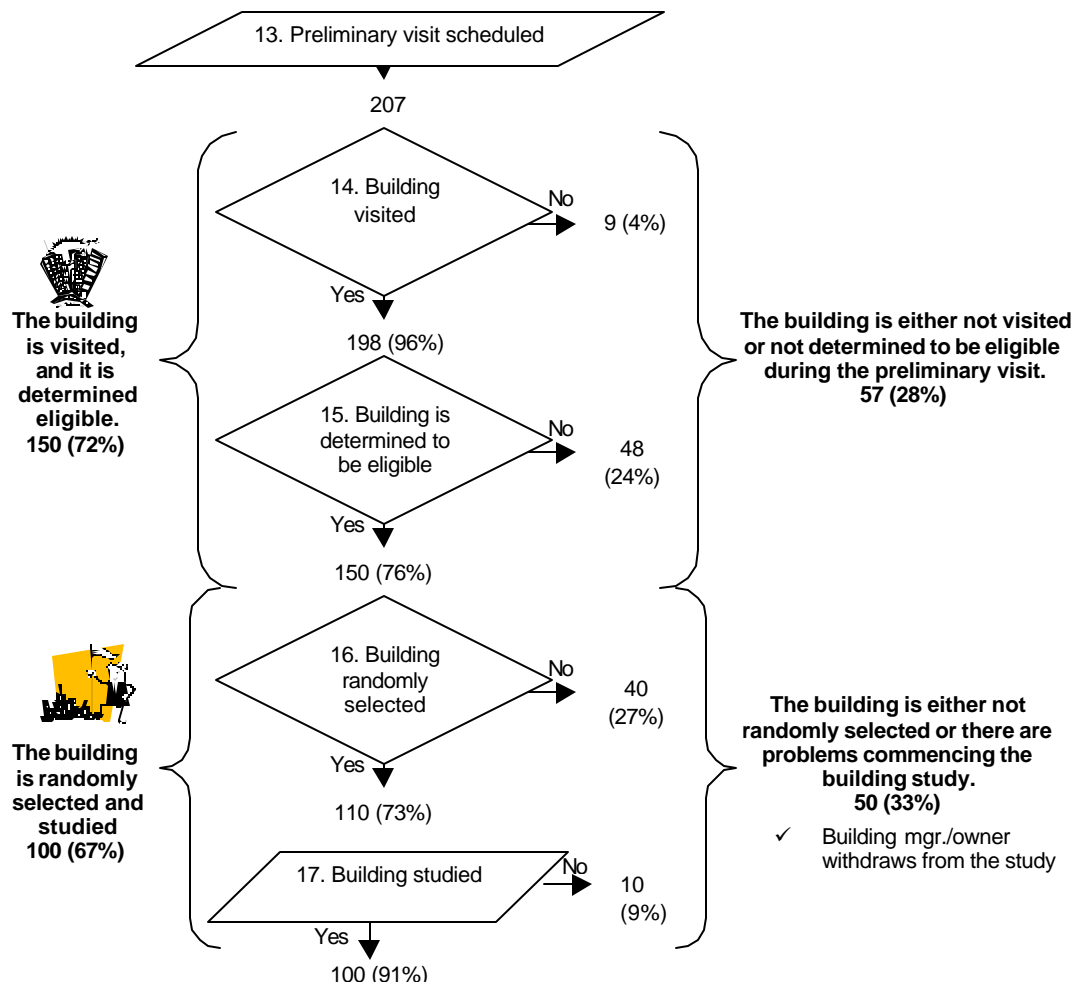 13. Preliminary visit scheduled
207
14. Building
visited
No
9 (4%)
Yes
198 (96%)
The building
is visited,
and it is
determined
eligible.
150 (72%)
The building is either not visited
or not determined to be eligible
during the preliminary visit.
57 (28%)
15. Building is
determined to
be eligible
No
48
(24%)
Yes
150 (76%)
16. Building
randomly
selected
No
40
(27%)
Yes
110 (73%)
The building
is randomly
selected and
studied
100 (67%)
The building is either not
randomly selected or there are
problems commencing the
building study.
50 (33%)
✓ Building mgr./owner
withdraws from the study
17. Building studied
No
10
(9%)
Yes
100 (91%)